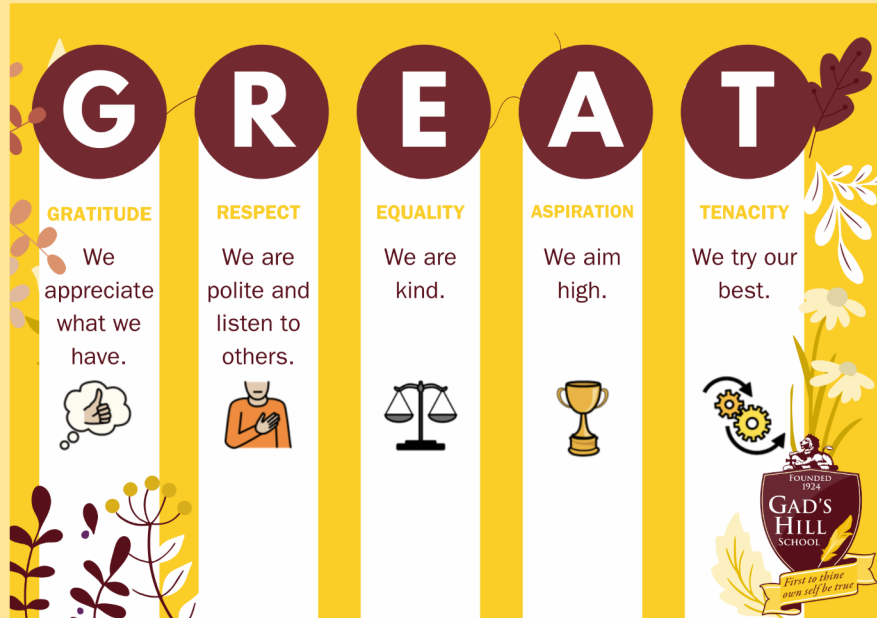 G R E A T
GRATITUDE
We
appreciate
what we
have.
RESPECT
We are
polite and
listen to
others.
EQUALITY
We are
kind.
ASPIRATION
We aim
high.
TENACITY
We try our
best.
FOUNDED
1924
GAD'S
HILL
SCHOOL
First to thine
own self be true